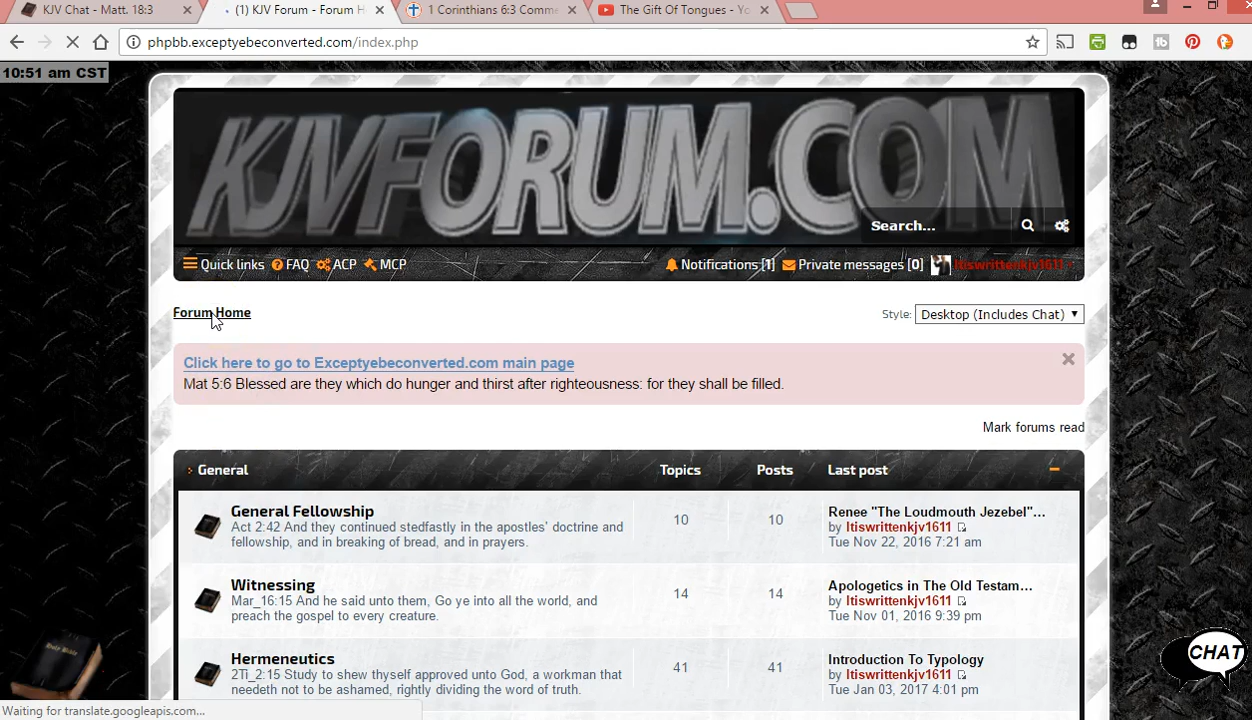 KJV Chat - Matt. 18:3
(1) KJV Forum - Forum H
1 Corinthians 6:3 Comme
The Gift Of Tongues - Yo
phpbb.exceptyebeconverted.com/index.php
10:51 am CST
KJVFORUM.COM
Search...
Quick links FAQ ACP MCP
Notifications [1] Private messages [0] Itiswrittenkjv1611
Forum Home
Style: Desktop (Includes Chat)
Click here to go to Exceptyebeconverted.com main page
Mat 5:6 Blessed are they which do hunger and thirst after righteousness: for they shall be filled.
Mark forums read
General Topics Posts Last post
General Fellowship
Act 2:42 And they continued stedfastly in the apostles' doctrine and
fellowship, and in breaking of bread, and in prayers.
10 10
Renee "The Loudmouth Jezebel"...
by Itiswrittenkjv1611
Tue Nov 22, 2016 7:21 am
Witnessing
Mar_16:15 And he said unto them, Go ye into all the world, and
preach the gospel to every creature.
14 14
Apologetics in The Old Testam...
by Itiswrittenkjv1611
Tue Nov 01, 2016 9:39 pm
Hermeneutics
2Ti_2:15 Study to shew thyself approved unto God, a workman that
needeth not to be ashamed, rightly dividing the word of truth.
41 41
Introduction To Typology
by Itiswrittenkjv1611
Tue Jan 03, 2017 4:01 pm
Holy Bible
CHAT
Waiting for translate.googleapis.com...